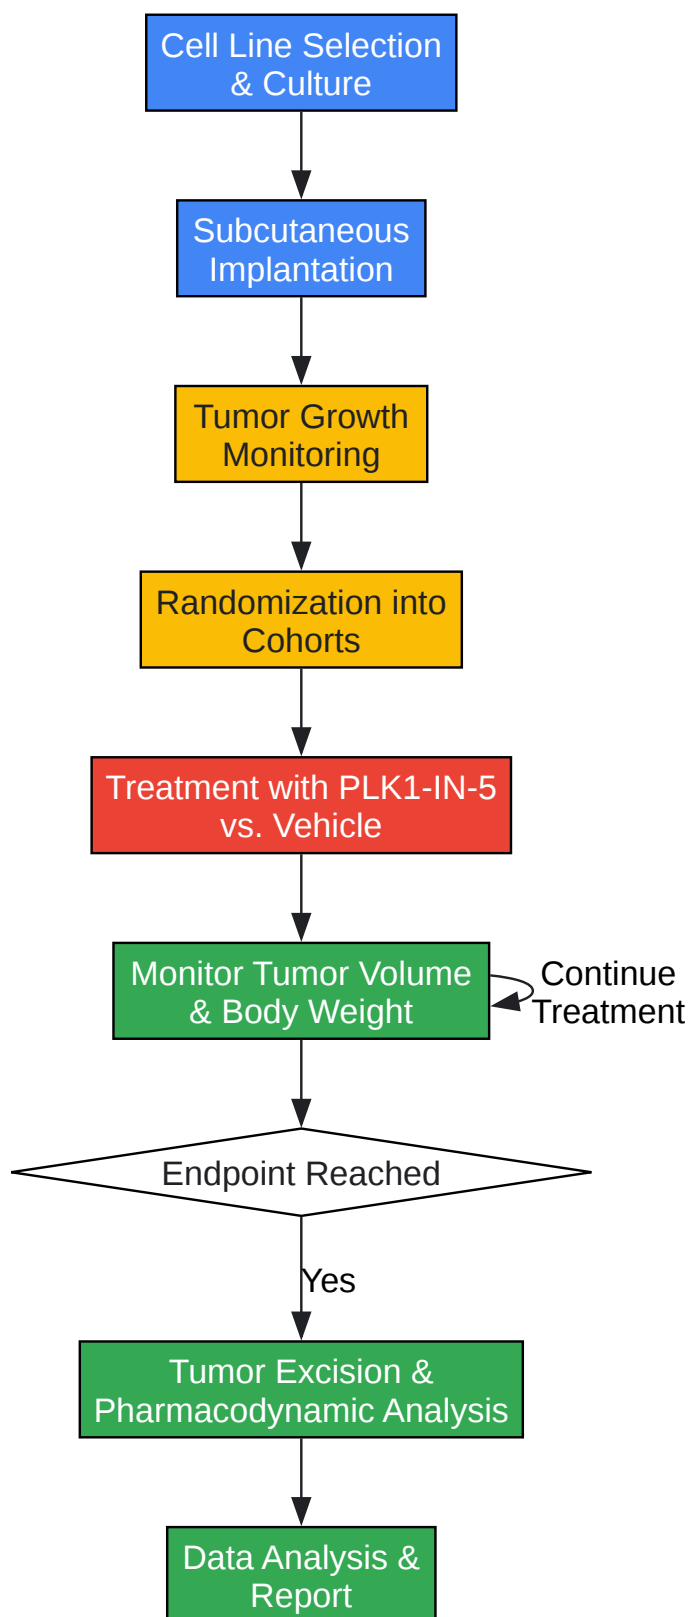 Cell Line Selection
& Culture
Subcutaneous
Implantation
Tumor Growth
Monitoring
Randomization into
Cohorts
Treatment with PLK1-IN-5
vs. Vehicle
Monitor Tumor Volume
& Body Weight
Continue
Treatment
Endpoint Reached
Yes
Tumor Excision &
Pharmacodynamic Analysis
Data Analysis &
Report